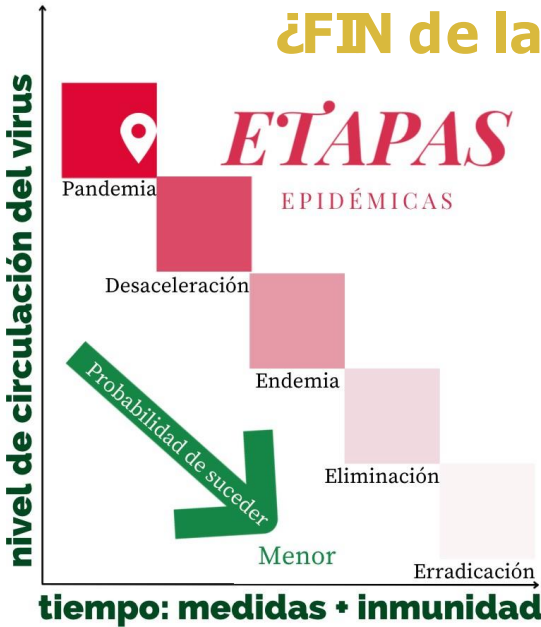 ¿FIN de la
ETAPAS
EPIDÉMICAS
nivel de circulación del virus
Pandemia
Desaceleración
Endemia
Eliminación
Erradicación
Probabilidad de suceder
Menor
tiempo: medidas + inmunidad